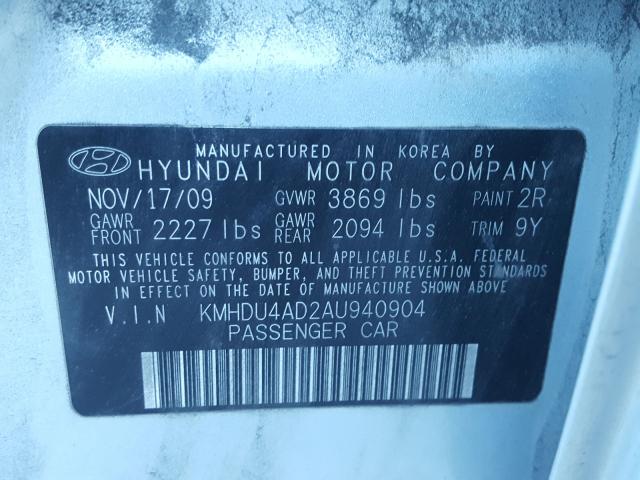 MANUFACTURED IN KOREA BY
HYUNDAI MOTOR COMPANY
NOV/17/09 GVWR 3869 lbs PAINT 2R
GAWR FRONT 2227 lbs GAWR REAR 2094 lbs TRIM 9Y
THIS VEHICLE CONFORMS TO ALL APPLICABLE U.S.A. FEDERAL
MOTOR VEHICLE SAFETY, BUMPER, AND THEFT PREVENTION STANDARDS
IN EFFECT ON THE DATE OF MANUFACTURE SHOWN ABOVE
V.I.N KMHDU4AD2AU940904
PASSENGER CAR